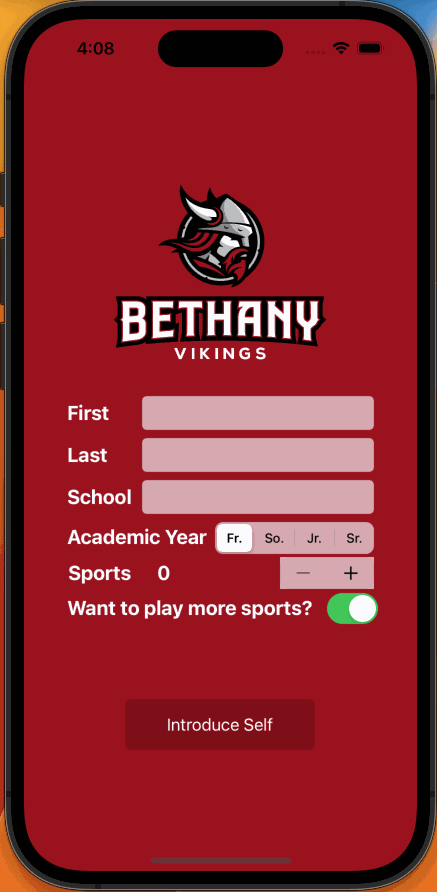 4:08
BETHANY
VIKINGS
First
Last
School
Academic Year Fr. So. Jr. Sr.
Sports 0 − +
Want to play more sports?
Introduce Self